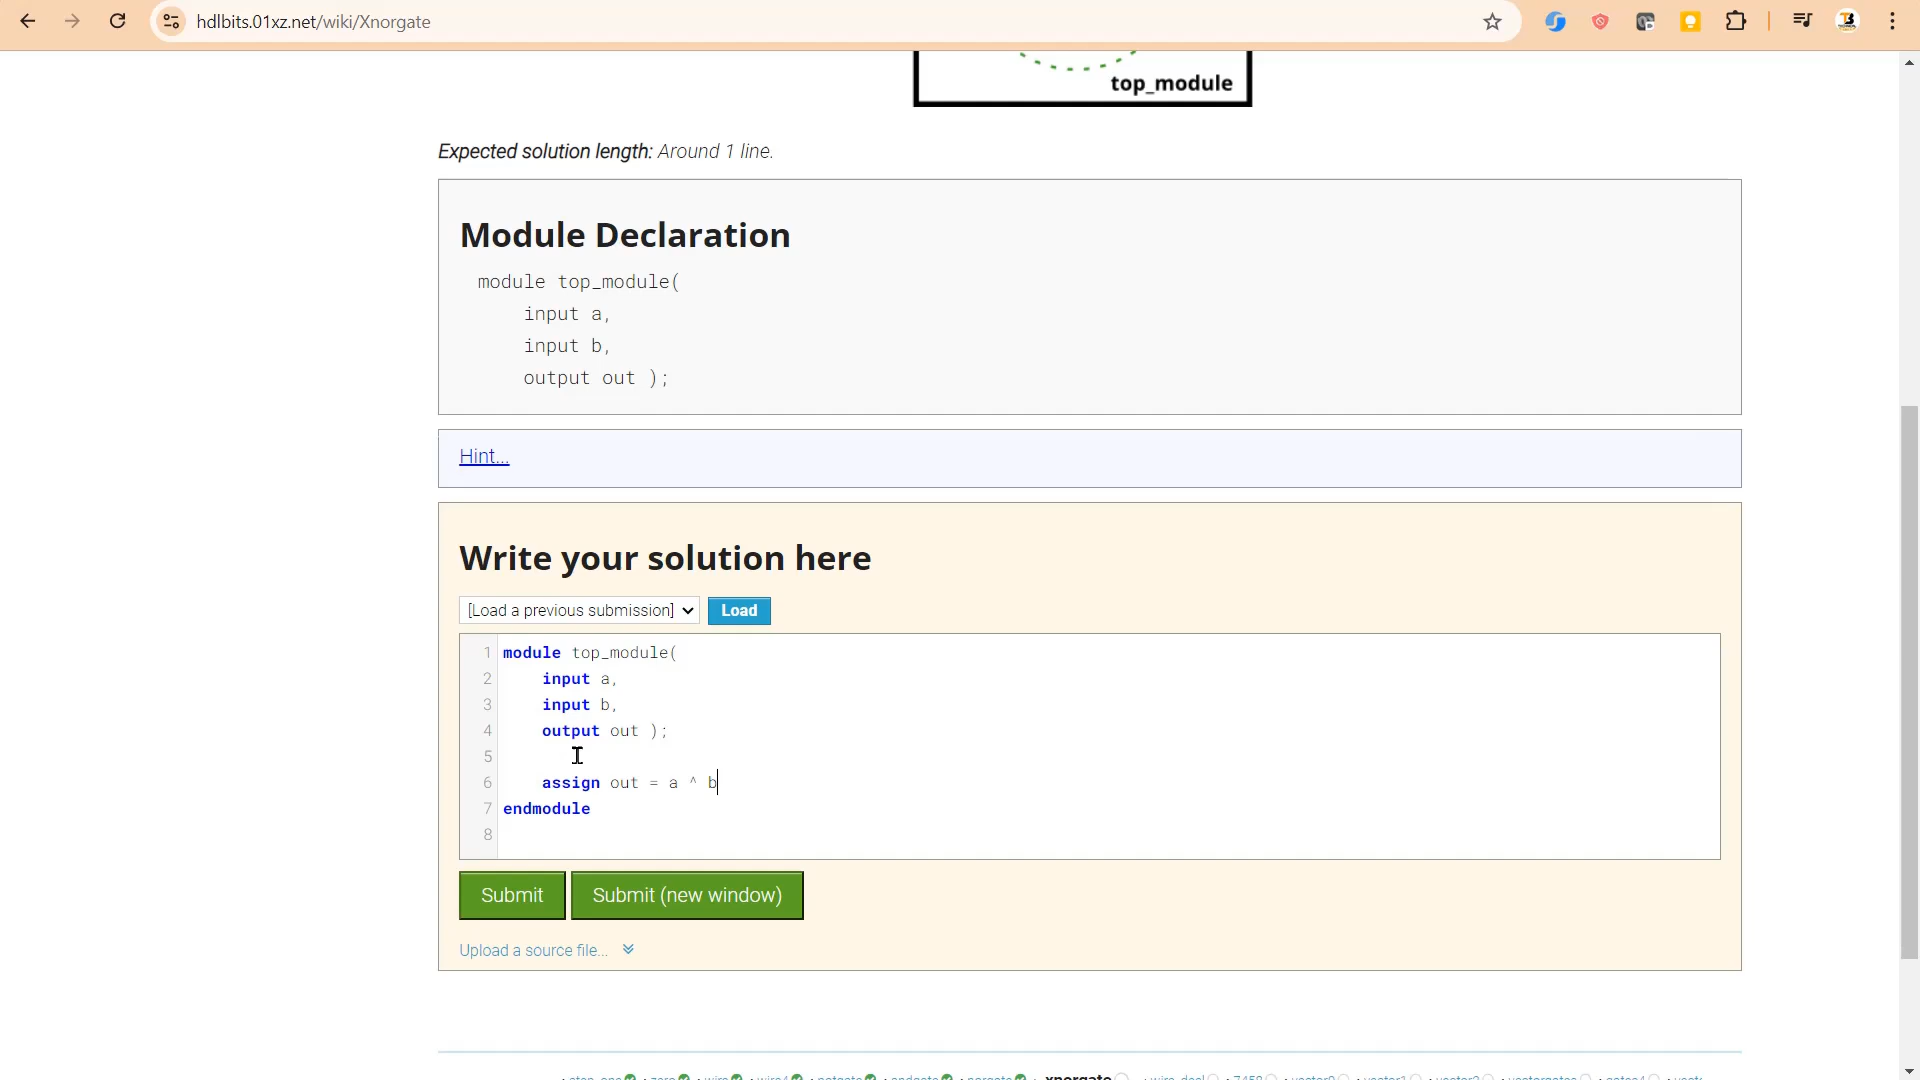 hdlbits.01xz.net/wiki/Xnorgate
top_module
Expected solution length: Around 1 line.
Module Declaration
module top_module(
input a,
input b,
output out );
Hint...
Write your solution here
[Load a previous submission]
Load
1 module top_module(
2 input a,
3 input b,
4 output out );
5
6 assign out = a ^ b
7 endmodule
8
Submit
Submit (new window)
Upload a source file...
xnorgate